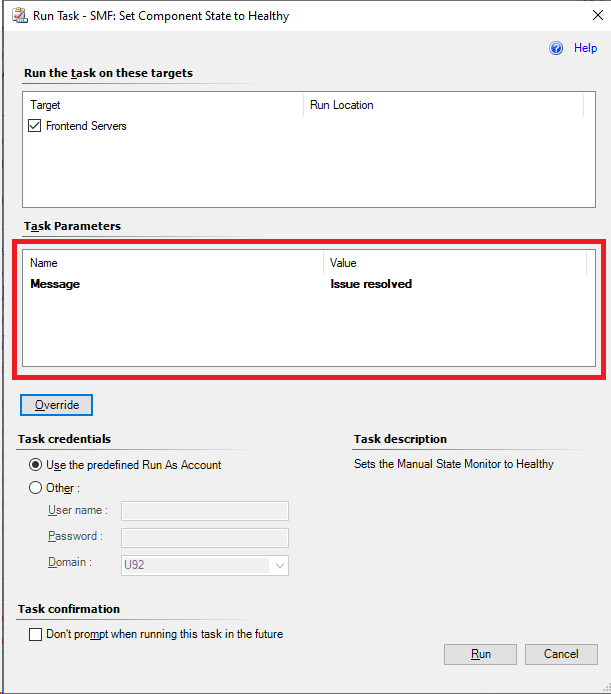 Run Task - SMF: Set Component State to Healthy
Help
Run the task on these targets
Target Run Location
Frontend Servers
Task Parameters
Name Value
Message Issue resolved
Override
Task credentials
Use the predefined Run As Account
Other :
User name :
Password :
Domain : U92
Task description
Sets the Manual State Monitor to Healthy
Task confirmation
Don't prompt when running this task in the future
Run Cancel